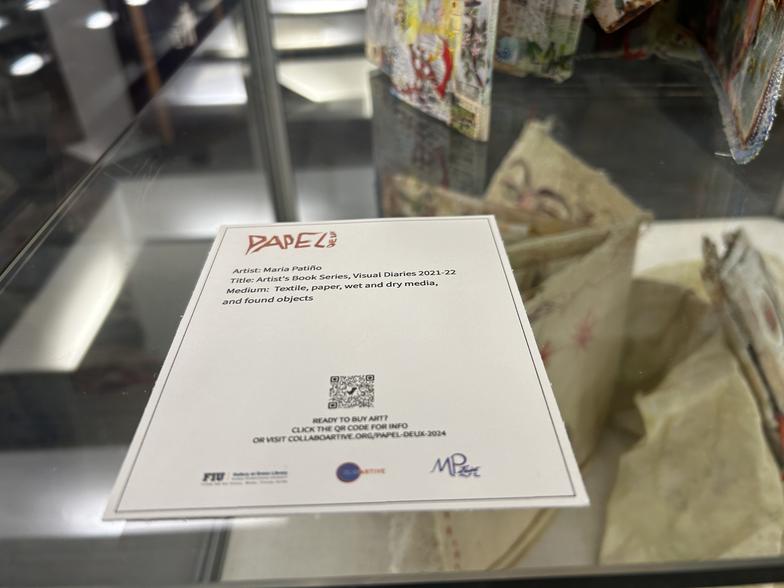 PAPEL DEUX
Artist: Maria Patiño
Title: Artist's Book Series, Visual Diaries 2021-22
Medium: Textile, paper, wet and dry media,
and found objects
READY TO BUY ART?
CLICK THE QR CODE FOR INFO
OR VISIT COLLABOARTIVE.ORG/PAPEL-DEUX-2024
FIU
ARTIVE
MP